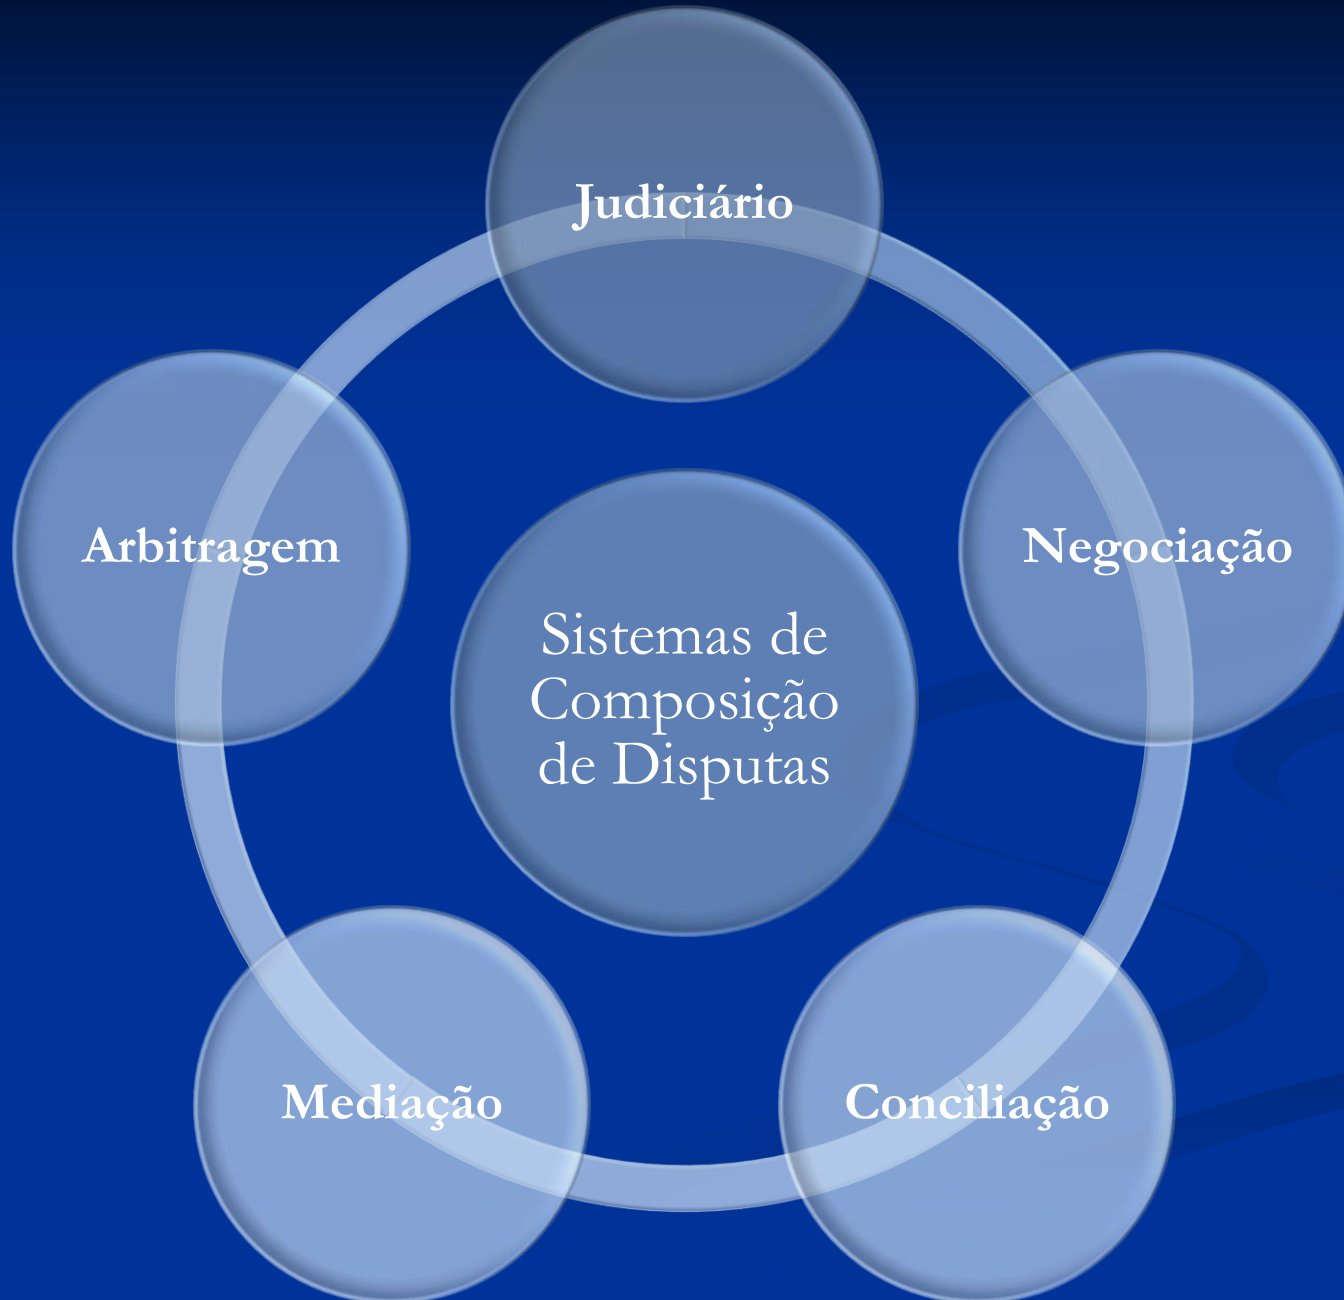 Judiciário
Arbitragem
Negociação
Sistemas de
Composição
de Disputas
Mediação
Conciliação